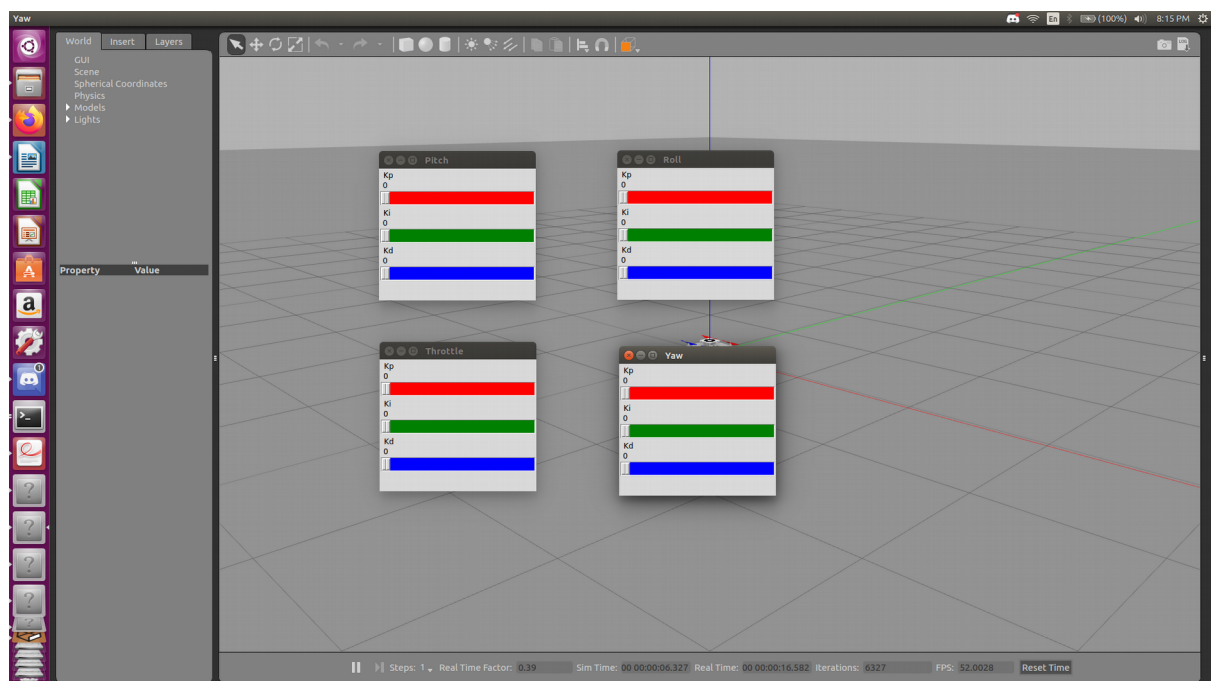 Yaw
En
(100%)
8:15 PM
World Insert Layers
GUI
Scene
Spherical Coordinates
Physics
Models
Lights
Property Value
Pitch
Kp
0
Ki
0
Kd
0
Roll
Kp
0
Ki
0
Kd
0
Throttle
Kp
0
Ki
0
Kd
0
Yaw
Kp
0
Ki
0
Kd
0
Steps: 1 Real Time Factor: 0.39 Sim Time: 00 00:00:06.327 Real Time: 00 00:00:16.582 Iterations: 6327 FPS: 52.0028 Reset Time